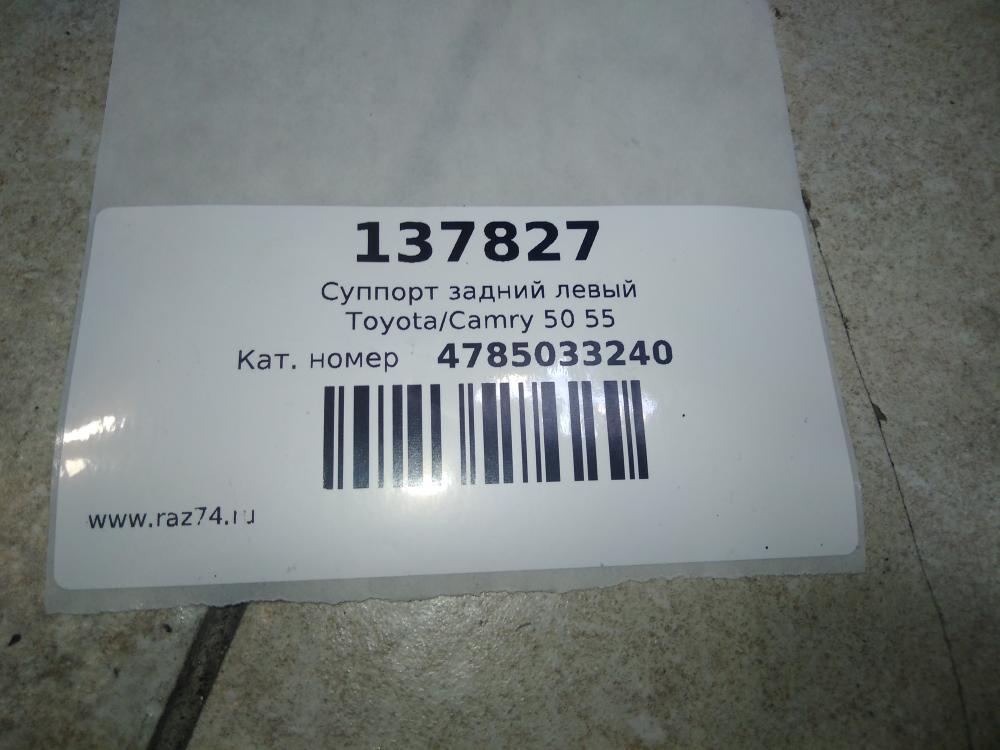 137827
Суппорт задний левый
Toyota/Camry 50 55
Кат. номер 4785033240
www.raz74.ru